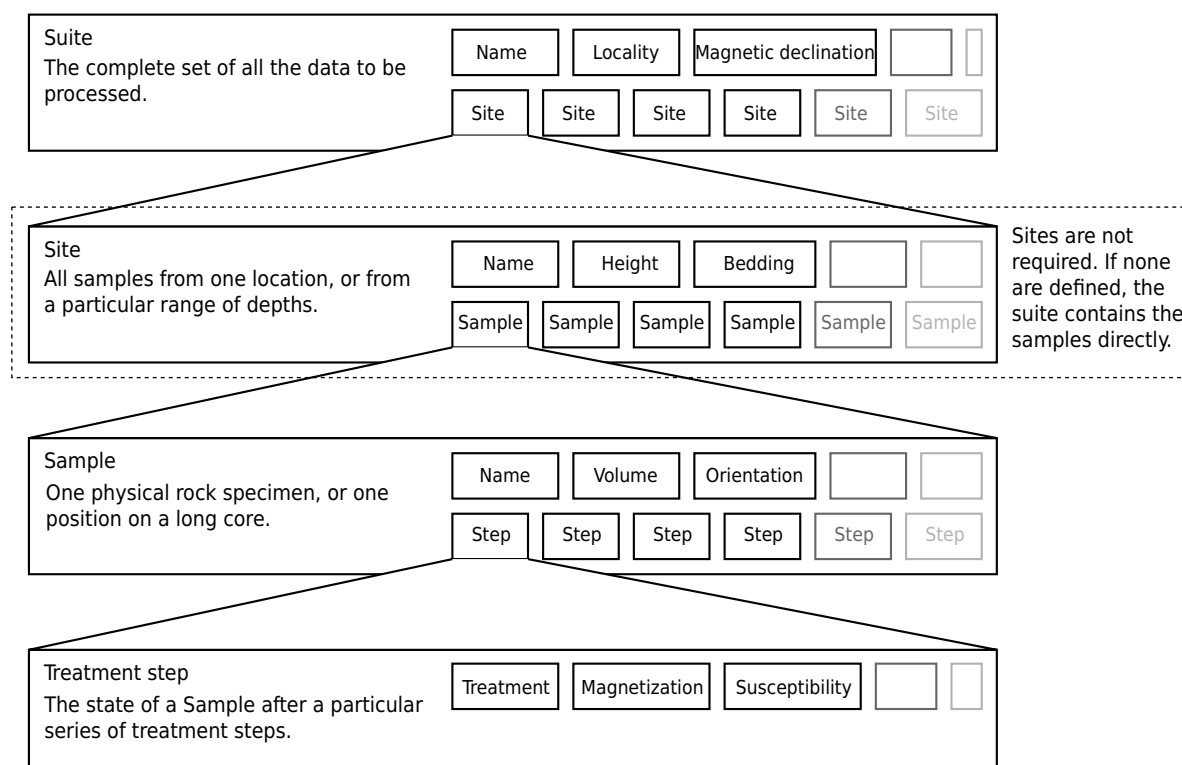 Suite
The complete set of all the data to be
processed.
Name Locality Magnetic declination
Site Site Site Site Site Site
Site
All samples from one location, or from
a particular range of depths.
Name Height Bedding
Sample Sample Sample Sample Sample Sample
Sites are not
required. If none
are defined, the
suite contains the
samples directly.
Sample
One physical rock specimen, or one
position on a long core.
Name Volume Orientation
Step Step Step Step Step Step
Treatment step
The state of a Sample after a particular
series of treatment steps.
Treatment Magnetization Susceptibility